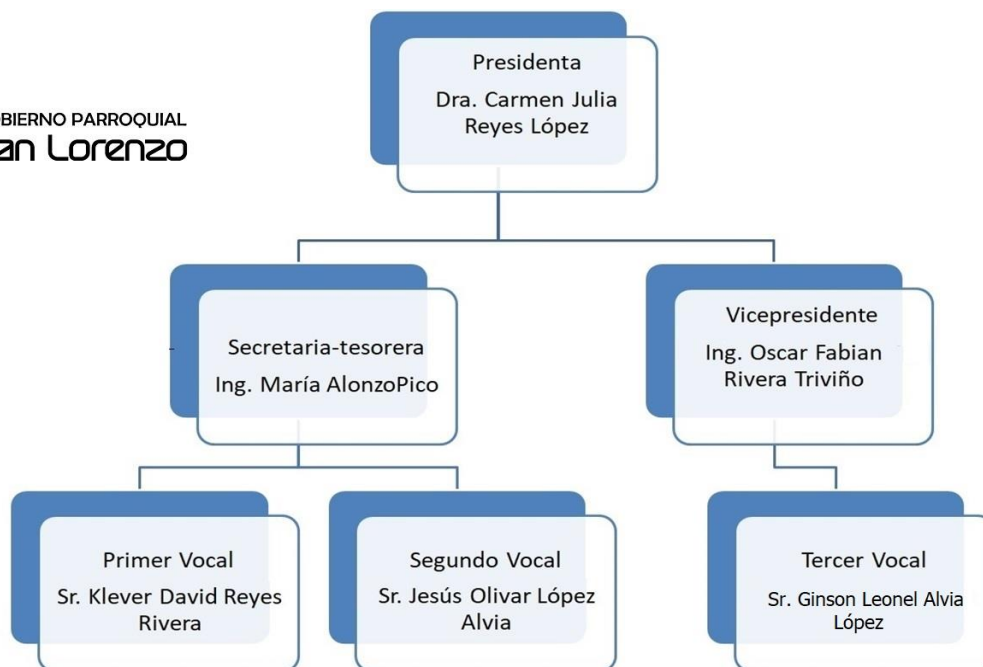 BIERNO PARROQUIAL
an Lorenzo
Presidenta
Dra. Carmen Julia
Reyes López
Secretaria-tesorera
Ing. María AlonzoPico
Vicepresidente
Ing. Oscar Fabian
Rivera Triviño
Primer Vocal
Sr. Klever David Reyes
Rivera
Segundo Vocal
Sr. Jesús Olivar López
Alvia
Tercer Vocal
Sr. Ginson Leonel Alvia
López